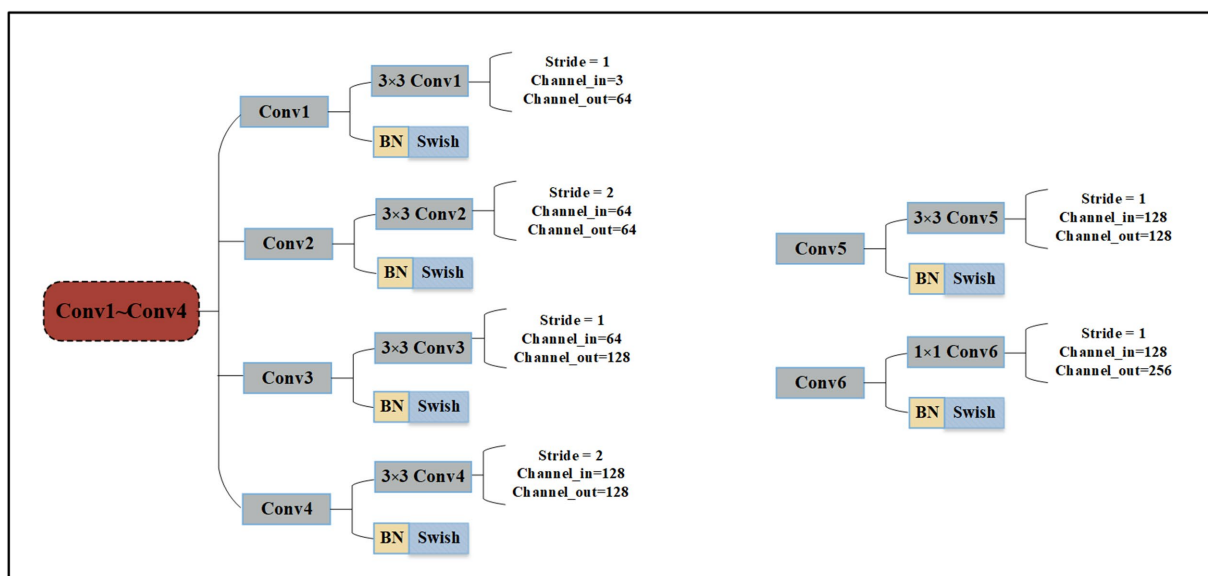 Conv1~Conv4
Conv1
3×3 Conv1
Stride = 1
Channel_in=3
Channel_out=64
BN Swish
Conv2
3×3 Conv2
Stride = 2
Channel_in=64
Channel_out=64
BN Swish
Conv3
3×3 Conv3
Stride = 1
Channel_in=64
Channel_out=128
BN Swish
Conv4
3×3 Conv4
Stride = 2
Channel_in=128
Channel_out=128
BN Swish
Conv5
3×3 Conv5
Stride = 1
Channel_in=128
Channel_out=128
BN Swish
Conv6
1×1 Conv6
Stride = 1
Channel_in=128
Channel_out=256
BN Swish